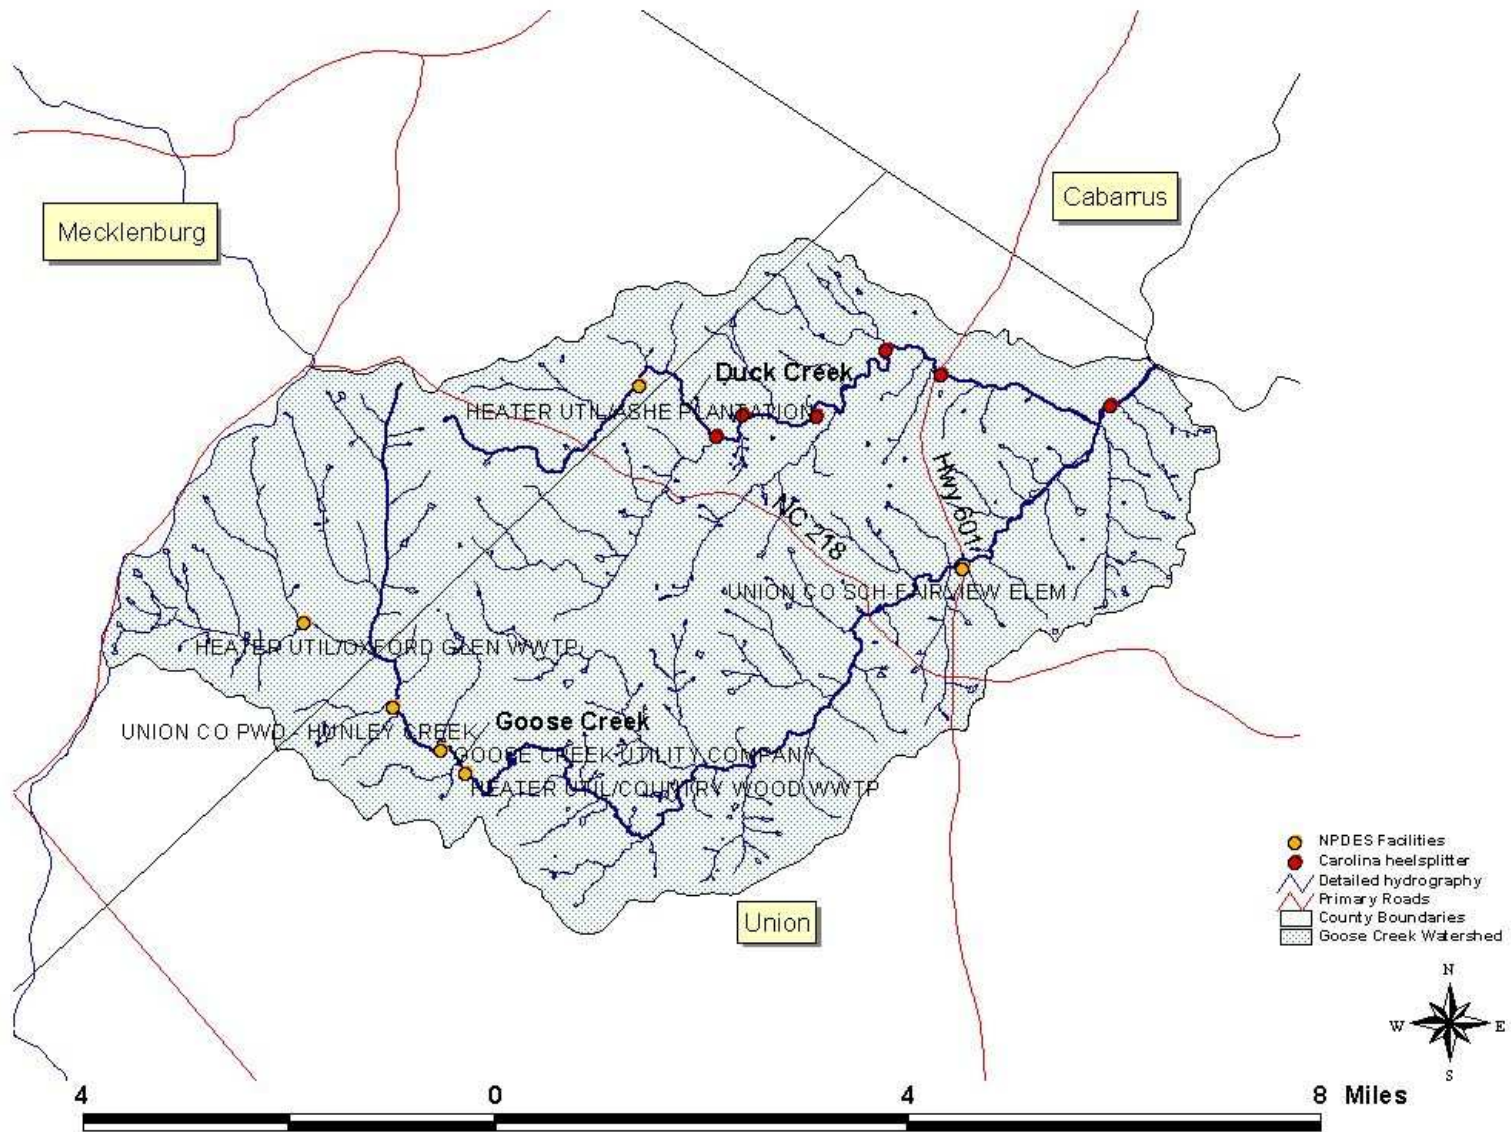 Cabarrus
Mecklenburg
Duck Creek
HEATER UTIL/ASHE PLANTATION
Hwy 601
NC 218
UNION CO SCH-FAIRVIEW ELEM /
HEATER UTIL/OXFORD GLEN WWTP
Goose Creek
UNION CO PWD - HUNLEY CREEK
GOOSE CREEK UTILITY COMPANY
HEATER UTIL/COUNTRY WOOD WWTP
Union
NPDES Facilities
Carolina heelsplitter
Detailed hydrography
Primary Roads
County Boundaries
Goose Creek Watershed
N
W E
S
4 0 4 8 Miles